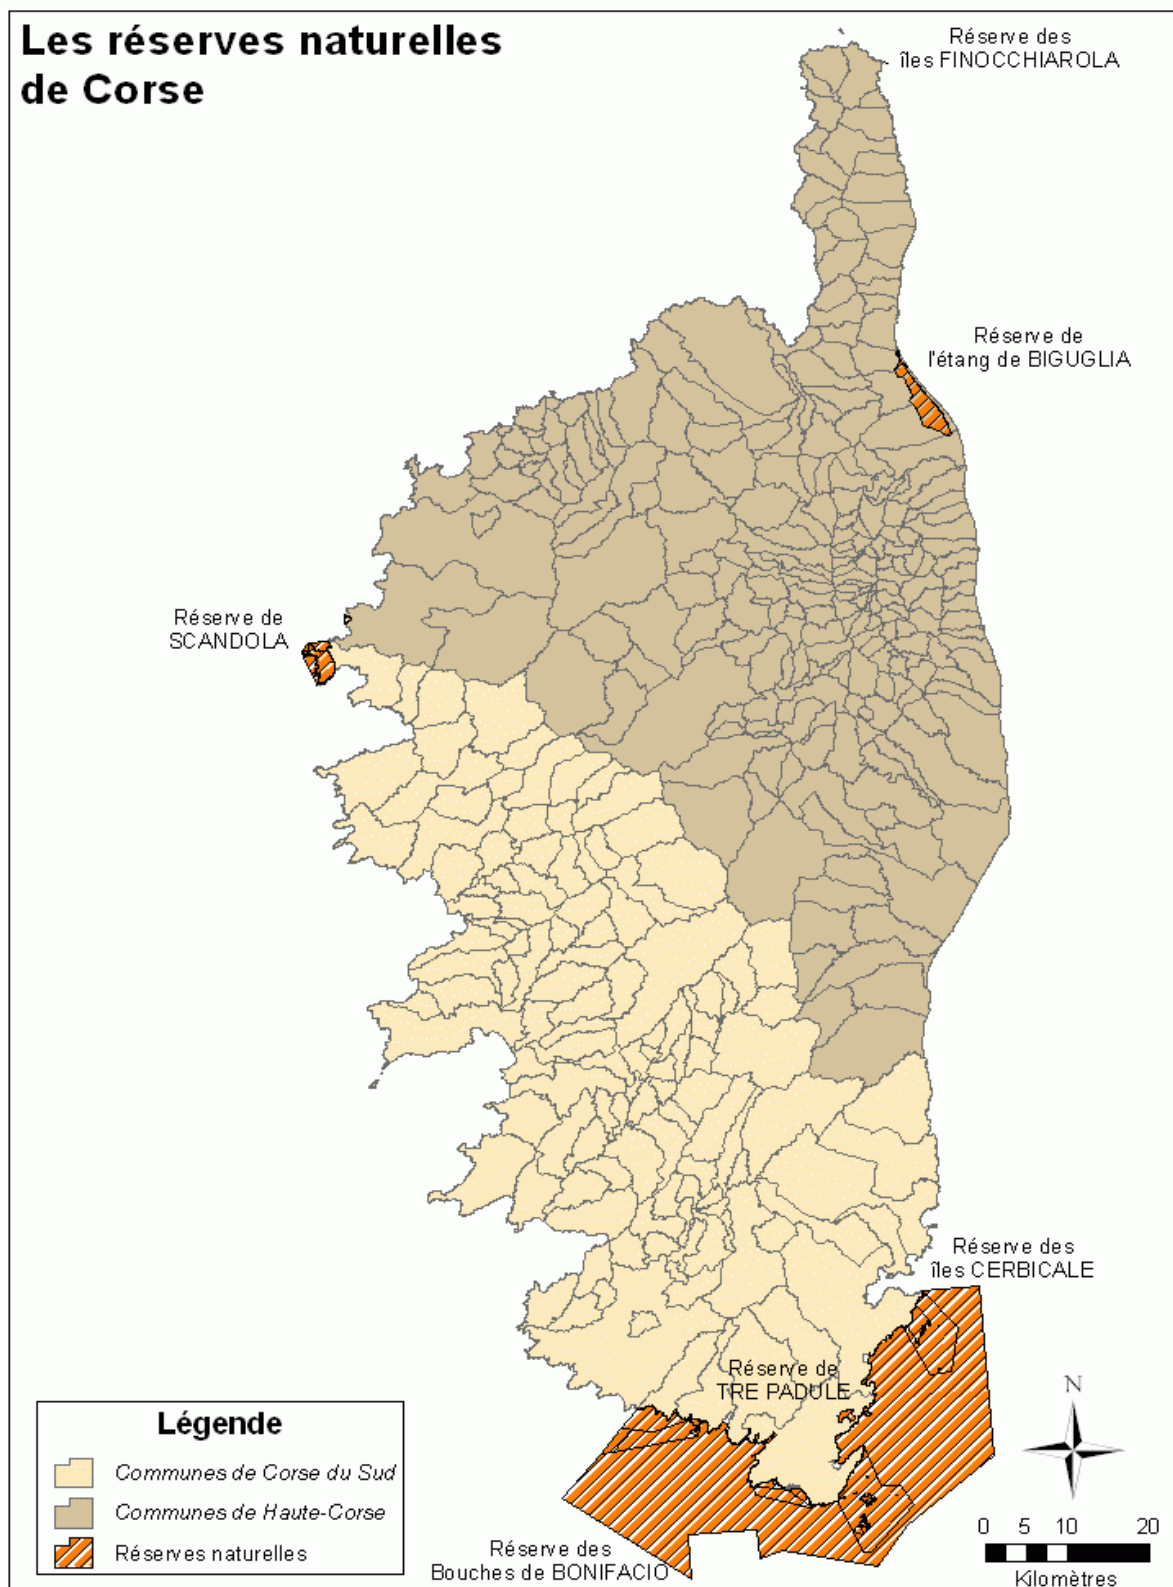 Les réserves naturelles
de Corse
Réserve des
îles FINOCCHIAROLA
Réserve de
l'étang de BIGUGLIA
Réserve de
SCANDOLA
Réserve des
îles CERBICALE
Réserve de
TRE PADULE
Réserve des
Bouches de BONIFACIO
Légende
Communes de Corse du Sud
Communes de Haute-Corse
Réserves naturelles
N
0 5 10 20
Kilomètres